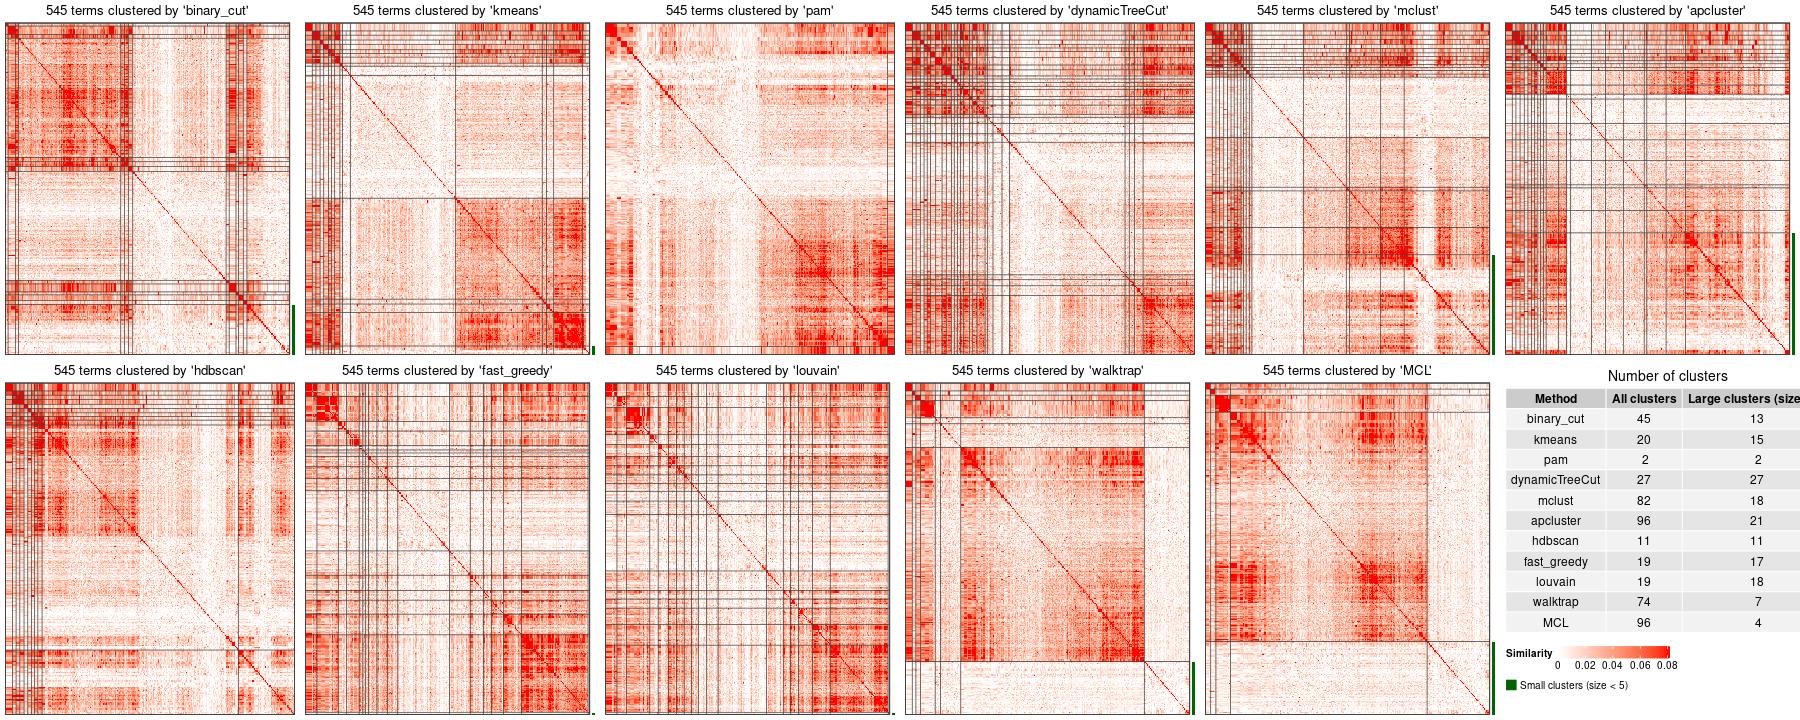 545 terms clustered by 'binary_cut'
545 terms clustered by 'kmeans'
545 terms clustered by 'pam'
545 terms clustered by 'dynamicTreeCut'
545 terms clustered by 'mclust'
545 terms clustered by 'apcluster'
545 terms clustered by 'hdbscan'
545 terms clustered by 'fast_greedy'
545 terms clustered by 'louvain'
545 terms clustered by 'walktrap'
545 terms clustered by 'MCL'
Number of clusters
Method All clusters Large clusters (size
binary_cut 45 13
kmeans 20 15
pam 2 2
dynamicTreeCut 27 27
mclust 82 18
apcluster 96 21
hdbscan 11 11
fast_greedy 19 17
louvain 19 18
walktrap 74 7
MCL 96 4
Similarity
0 0.02 0.04 0.06 0.08
Small clusters (size < 5)